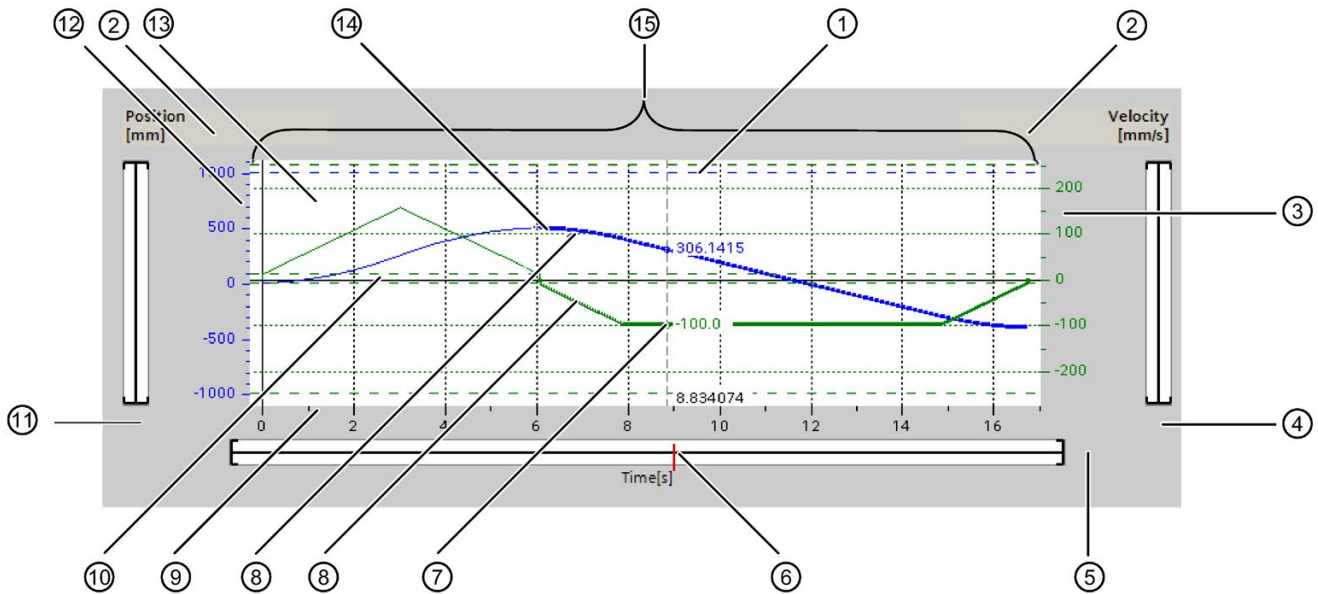 ⑫ ② ⑬ ⑭ ⑮ ① ②
Position
[mm]
Velocity
[mm/s]
1200
500
0
-500
-1000
200
100
0
-100
-200
306.1415
-100.0
8.834074
0 2 4 6 8 10 12 14 16
Time[s]
③
④
⑤
⑪
⑩ ⑨ ⑧ ⑧ ⑦ ⑥